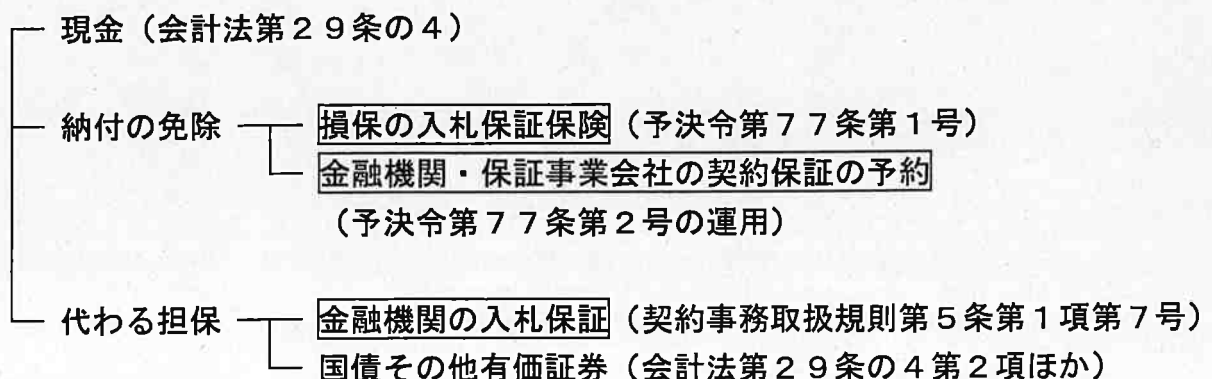 現金（会計法第２９条の４）
納付の免除 損保の入札保証保険（予決令第７７条第１号）
金融機関・保証事業会社の契約保証の予約
（予決令第７７条第２号の運用）
代わる担保 金融機関の入札保証（契約事務取扱規則第５条第１項第７号）
国債その他有価証券（会計法第２９条の４第２項ほか）